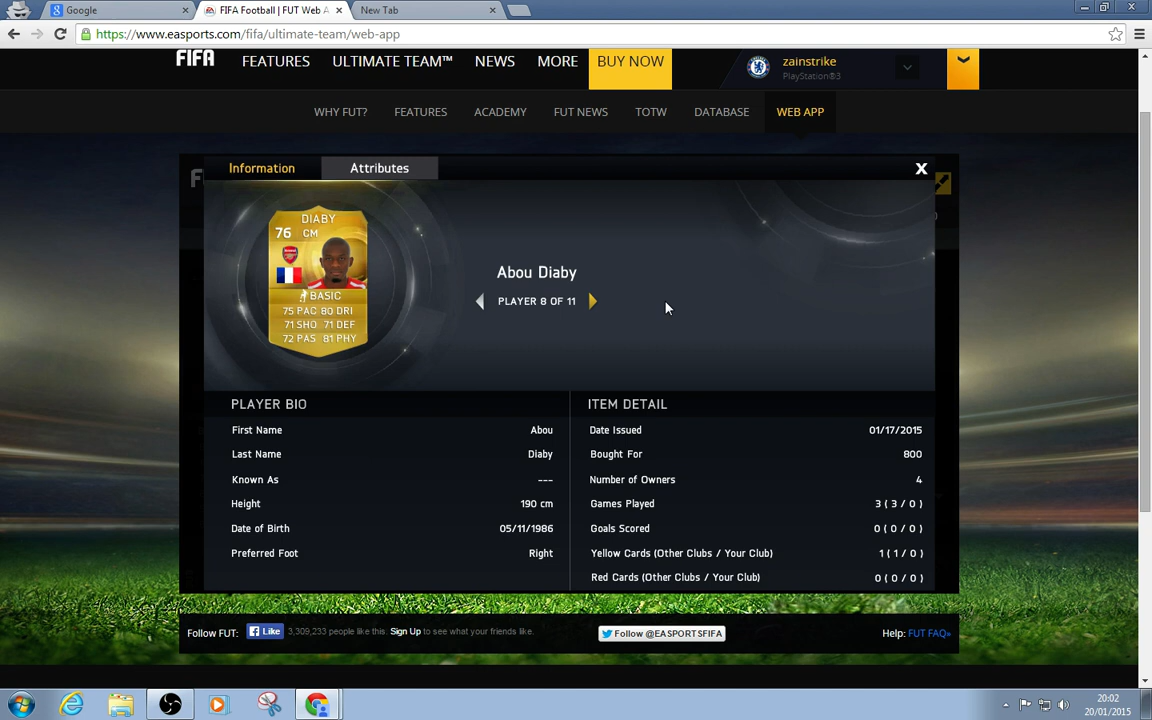 Google
FIFA Football | FUT Web A
New Tab
https://www.easports.com/fifa/ultimate-team/web-app
FIFA
FEATURES
ULTIMATE TEAM™
NEWS
MORE
BUY NOW
zainstrike
PlayStation®3
WHY FUT?
FEATURES
ACADEMY
FUT NEWS
TOTW
DATABASE
WEB APP
FI
Information
Attributes
X
DIABY
76 CM
BASIC
75 PAC 80 DRI
71 SHO 71 DEF
72 PAS 81 PHY
Abou Diaby
PLAYER 8 OF 11
PLAYER BIO
First Name Abou
Last Name Diaby
Known As ---
Height 190 cm
Date of Birth 05/11/1986
Preferred Foot Right
ITEM DETAIL
Date Issued 01/17/2015
Bought For 800
Number of Owners 4
Games Played 3 ( 3 / 0 )
Goals Scored 0 ( 0 / 0 )
Yellow Cards (Other Clubs / Your Club) 1 ( 1 / 0 )
Red Cards (Other Clubs / Your Club) 0 ( 0 / 0 )
Follow FUT:
Like
3,309,233 people like this. Sign Up to see what your friends like.
Follow @EASPORTSFIFA
Help: FUT FAQ»
20:02
20/01/2015